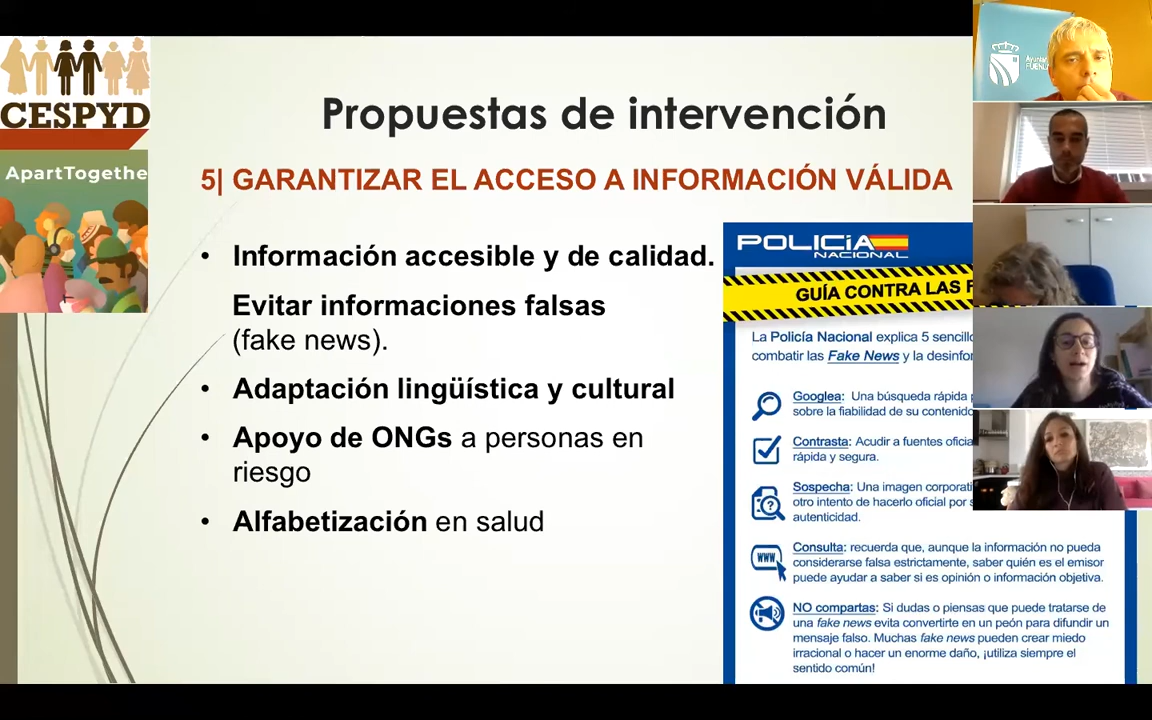 CESPYD
ApartTogethe
Propuestas de intervención
5| GARANTIZAR EL ACCESO A INFORMACIÓN VÁLIDA
• Información accesible y de calidad.
Evitar informaciones falsas
(fake news).
• Adaptación lingüística y cultural
• Apoyo de ONGs a personas en
riesgo
• Alfabetización en salud
POLICÍA
NACIONAL
GUÍA CONTRA LAS F
La Policía Nacional explica 5 sencill
combatir las Fake News y la desinfor
Googlea: Una búsqueda rápida
sobre la fiabilidad de su contenido
Contrasta: Acudir a fuentes oficia
rápida y segura.
Sospecha: Una imagen corporati
otro intento de hacerlo oficial por s
autenticidad.
WWW
Consulta: recuerda que, aunque la información no pueda
considerarse falsa estrictamente, saber quién es el emisor
puede ayudar a saber si es opinión o información objetiva.
NO compartas: Si dudas o piensas que puede tratarse de
una fake news evita convertirte en un peón para difundir un
mensaje falso. Muchas fake news pueden crear miedo
irracional o hacer un enorme daño, ¡utiliza siempre el
sentido común!